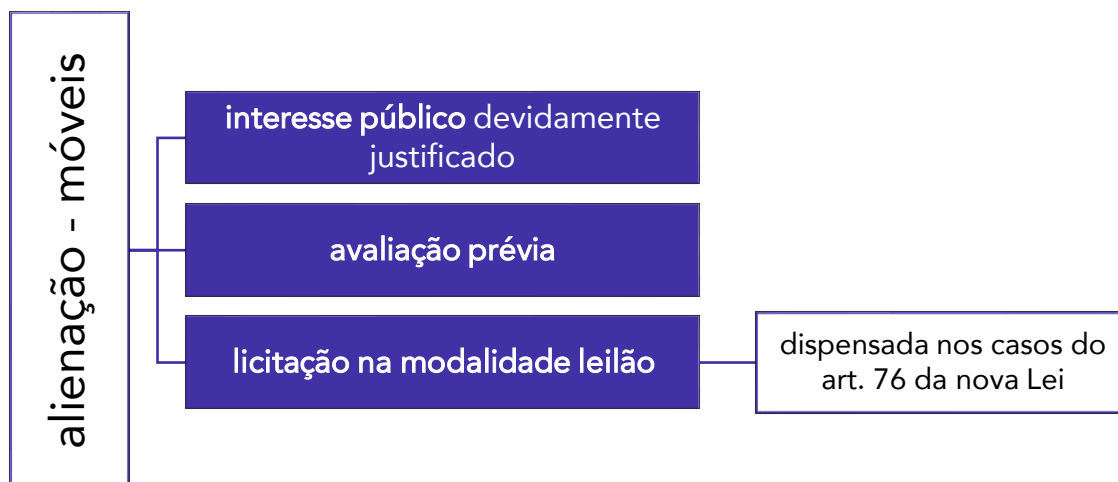 alienação - móveis
interesse público devidamente
justificado
avaliação prévia
licitação na modalidade leilão
dispensada nos casos do
art. 76 da nova Lei